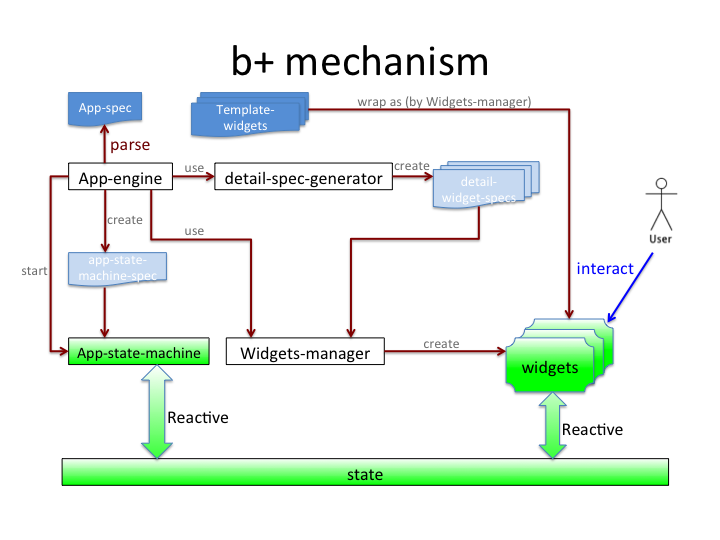 b+ mechanism
App-spec
Template-
widgets
wrap as (by Widgets-manager)
parse
App-engine
use
detail-spec-generator
create
detail-
widget-specs
create
use
User
app-state-
machine-spec
start
interact
App-state-machine
Widgets-manager
create
widgets
Reactive
Reactive
state